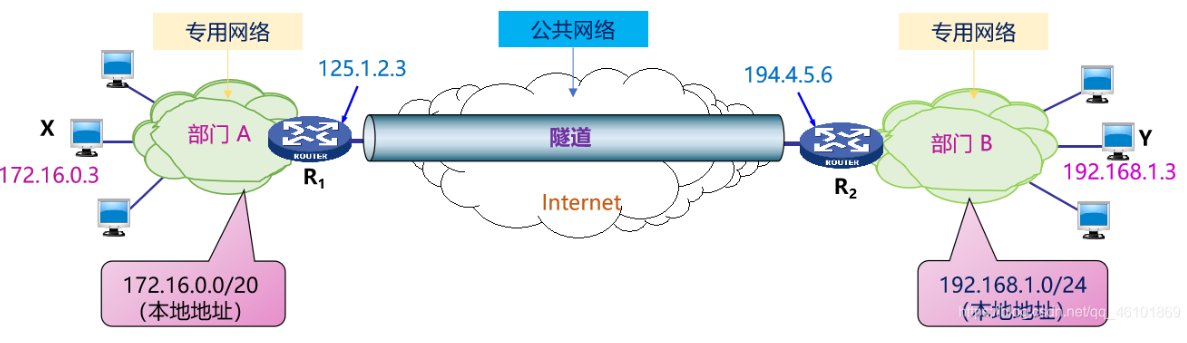 专用网络
公共网络
专用网络
125.1.2.3
194.4.5.6
X
部门 A
ROUTER
隧道
ROUTER
部门 B
Y
172.16.0.3
R1
R2
192.168.1.3
Internet
172.16.0.0/20
(本地地址)
192.168.1.0/24
(本地地址)
https://blog.csdn.net/qq_46101869